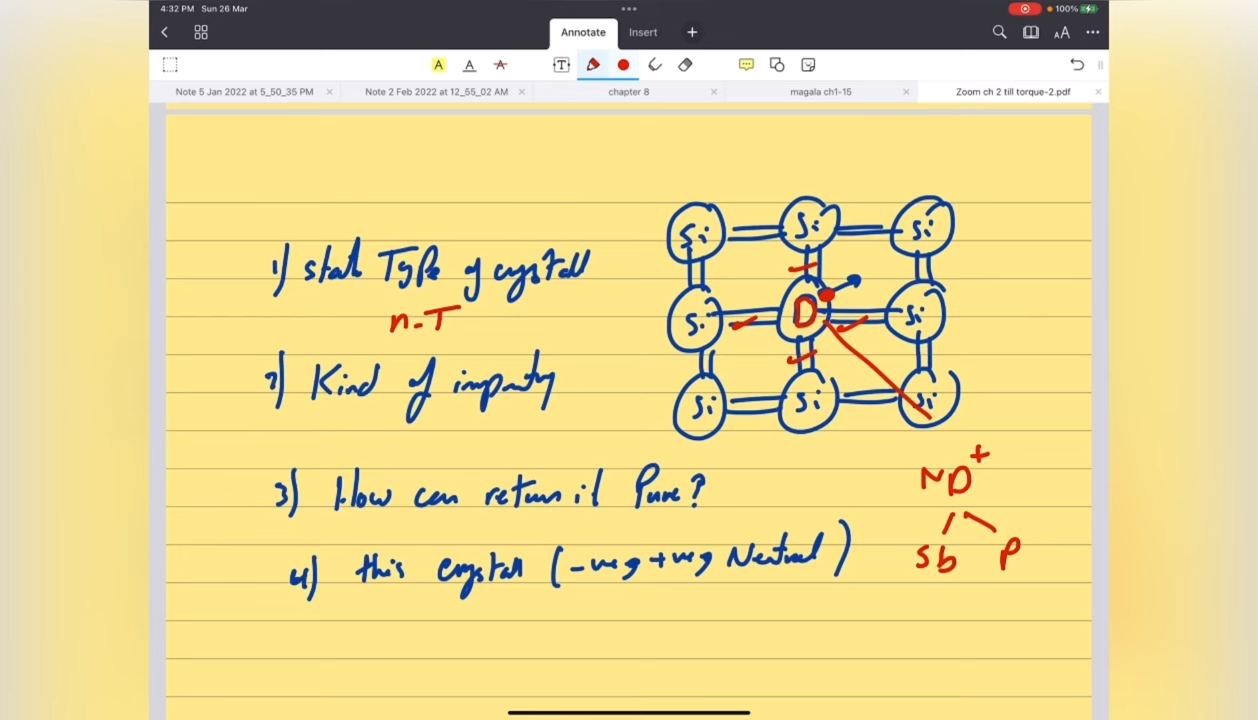 4:32 PM Sun 26 Mar
100%
Annotate
Insert
Note 5 Jan 2022 at 5_50_35 PM
Note 2 Feb 2022 at 12_55_02 AM
chapter 8
magala ch1-15
Zoom ch 2 till torque-2.pdf
Si Si Si
1) stat Type of crystall
n-T
Si D Si
2) Kind of impurity
Si Si Si
3) How can return it Pure?
ND+
Sb P
4) this crystal (-ve, +ve, Neutral)